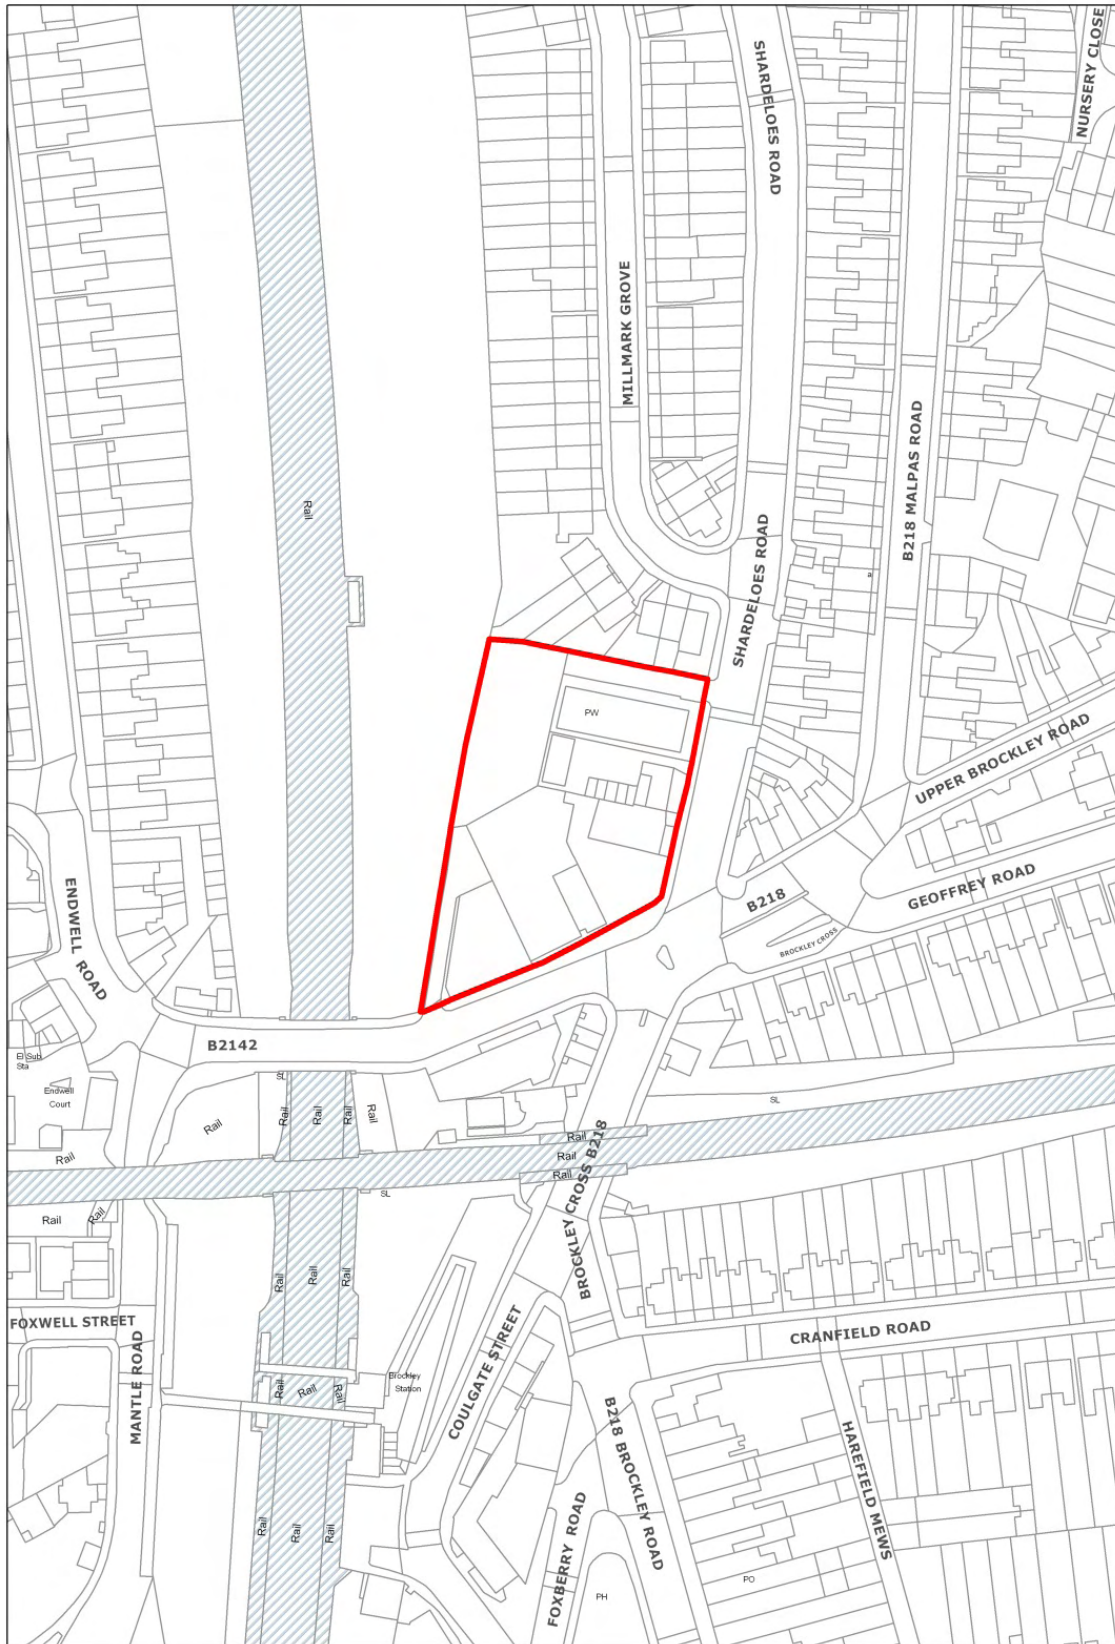 NURSERY CLOSE
SHARDELOES ROAD
MILLMARK GROVE
B218 MALPAS ROAD
Rail
SHARDELOES ROAD
PW
UPPER BROCKLEY ROAD
GEOFFREY ROAD
B218
BROCKLEY CROSS
ENDWELL ROAD
B2142
El Sub
Sta
Endwell
Court
SL
SL
Rail
Rail
Rail
Rail
Rail
Rail
Rail
Rail
Rail
SL
BROCKLEY CROSS B218
Rail
Rail
Rail
Rail
Rail
FOXWELL STREET
MANTLE ROAD
CRANFIELD ROAD
COULGATE STREET
Brockley
Station
Rail
Rail
Rail
B218 BROCKLEY ROAD
HAREFIELD MEWS
FOXBERRY ROAD
Rail
Rail
Rail
PO
PH